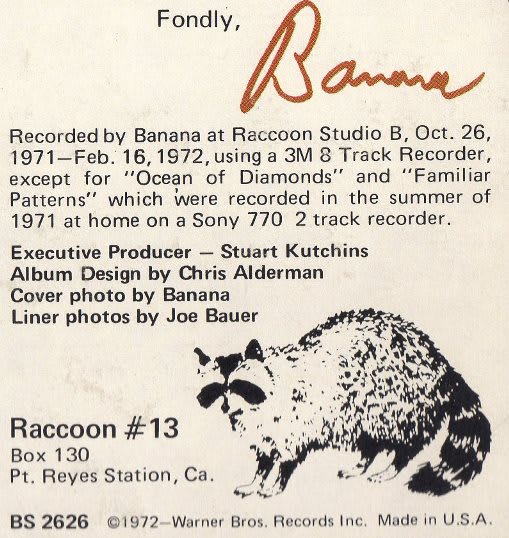 Fondly,
Banana
Recorded by Banana at Raccoon Studio B, Oct. 26,
1971—Feb. 16, 1972, using a 3M 8 Track Recorder,
except for "Ocean of Diamonds" and "Familiar
Patterns" which were recorded in the summer of
1971 at home on a Sony 770 2 track recorder.
Executive Producer — Stuart Kutchins
Album Design by Chris Alderman
Cover photo by Banana
Liner photos by Joe Bauer
Raccoon #13
Box 130
Pt. Reyes Station, Ca.
BS 2626 ©1972—Warner Bros. Records Inc. Made in U.S.A.